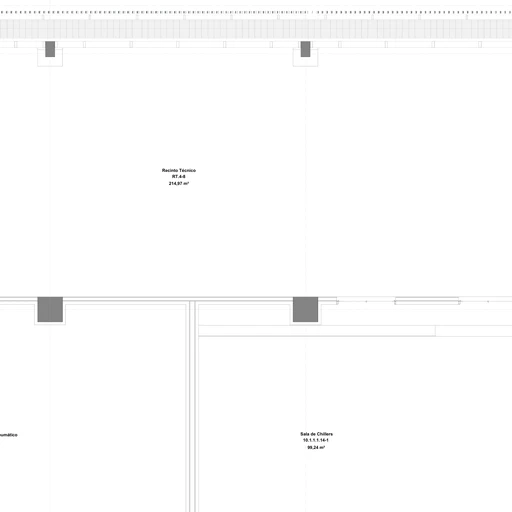 Recinto Técnico
RT.4-8
214,97 m²
Sala de Chillers
10.1.1.1.14-1
99,24 m²